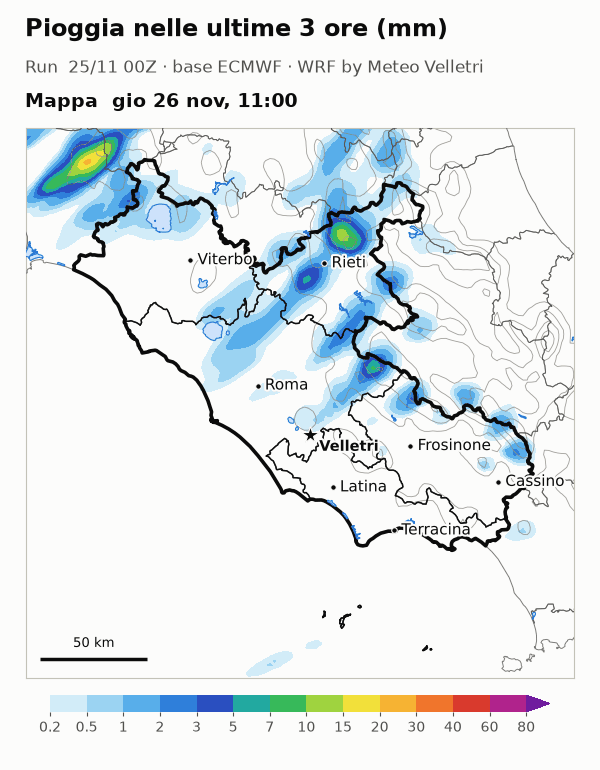 Pioggia nelle ultime 3 ore (mm)
Run  25/11 00Z · base ECMWF · WRF by Meteo Velletri
Mappa  gio 26 nov, 11:00
Viterbo
Rieti
Roma
Velletri
Frosinone
Cassino
Latina
Terracina
50 km
0.2 0.5 1 2 3 5 7 10 15 20 30 40 60 80